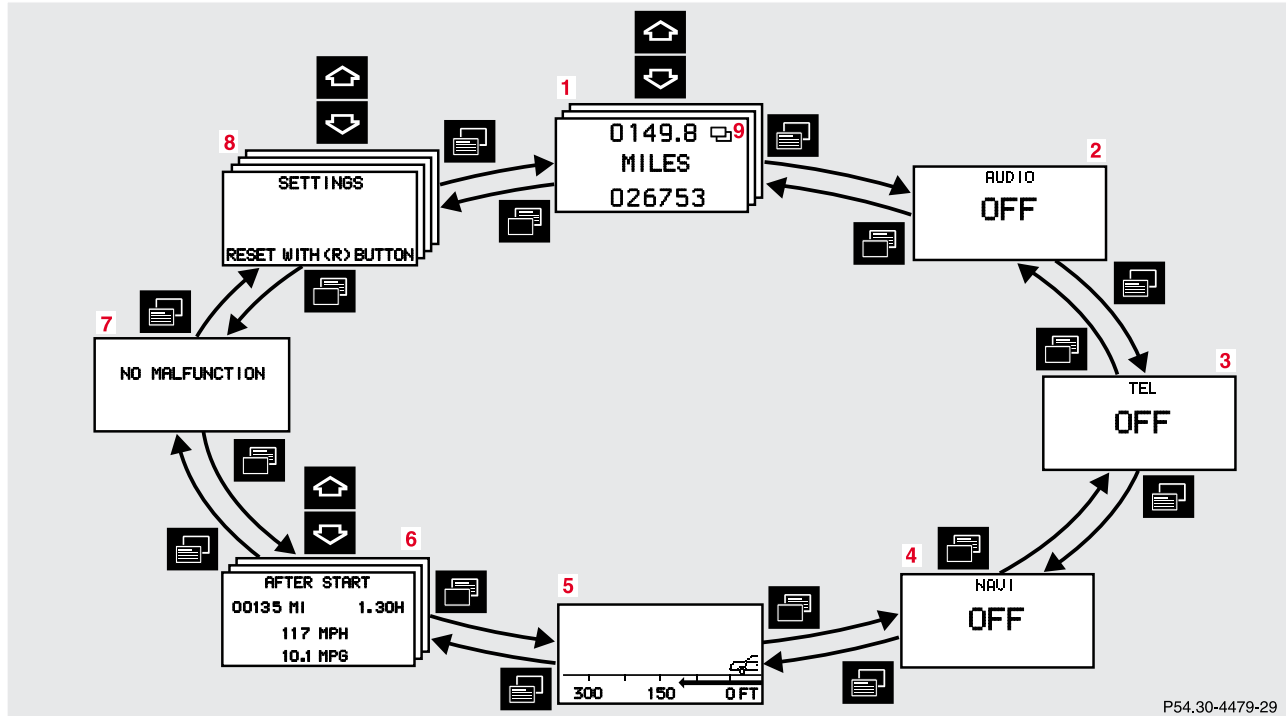 1
0149.8 9
MILES
026753
2
AUDIO
OFF
3
TEL
OFF
4
NAVI
OFF
5
300 150 0 FT
6
AFTER START
00135 MI 1.30H
117 MPH
10.1 MPG
7
NO MALFUNCTION
8
SETTINGS
RESET WITH (R) BUTTON
P54.30-4479-29